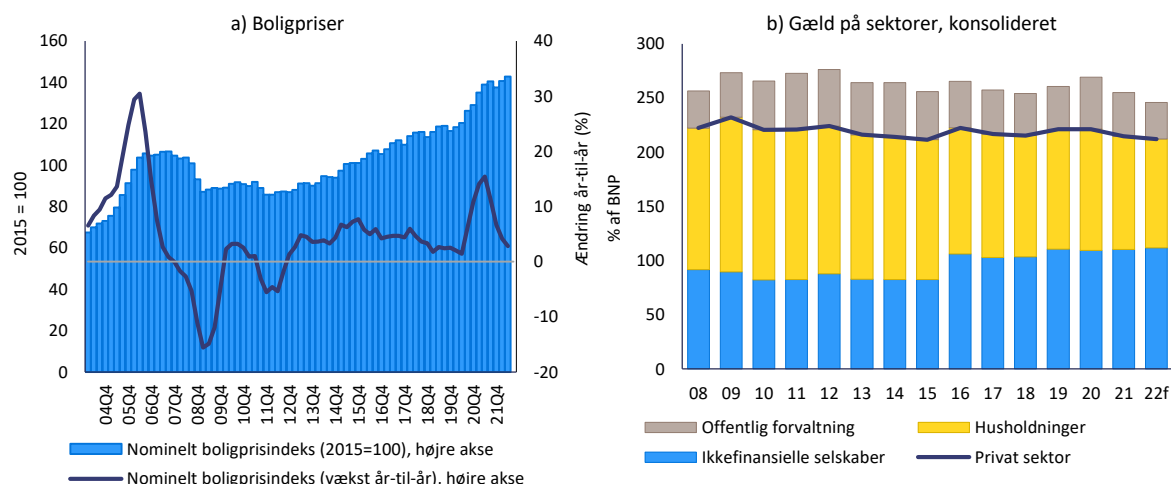 a) Boligpriser
160
140
120
100
80
60
40
20
0
2015 = 100
40
30
20
10
0
-10
-20
Ændring år-til-år (%)
04Q4
05Q4
06Q4
07Q4
08Q4
09Q4
10Q4
11Q4
12Q4
13Q4
14Q4
15Q4
16Q4
17Q4
18Q4
19Q4
20Q4
21Q4
Nominelt boligprisindeks (2015=100), højre akse
Nominelt boligprisindeks (vækst år-til-år), højre akse
b) Gæld på sektorer, konsolideret
300
250
200
150
100
50
0
% af BNP
08 09 10 11 12 13 14 15 16 17 18 19 20 21 22f
Offentlig forvaltning Husholdninger
Ikkefinansielle selskaber Privat sektor